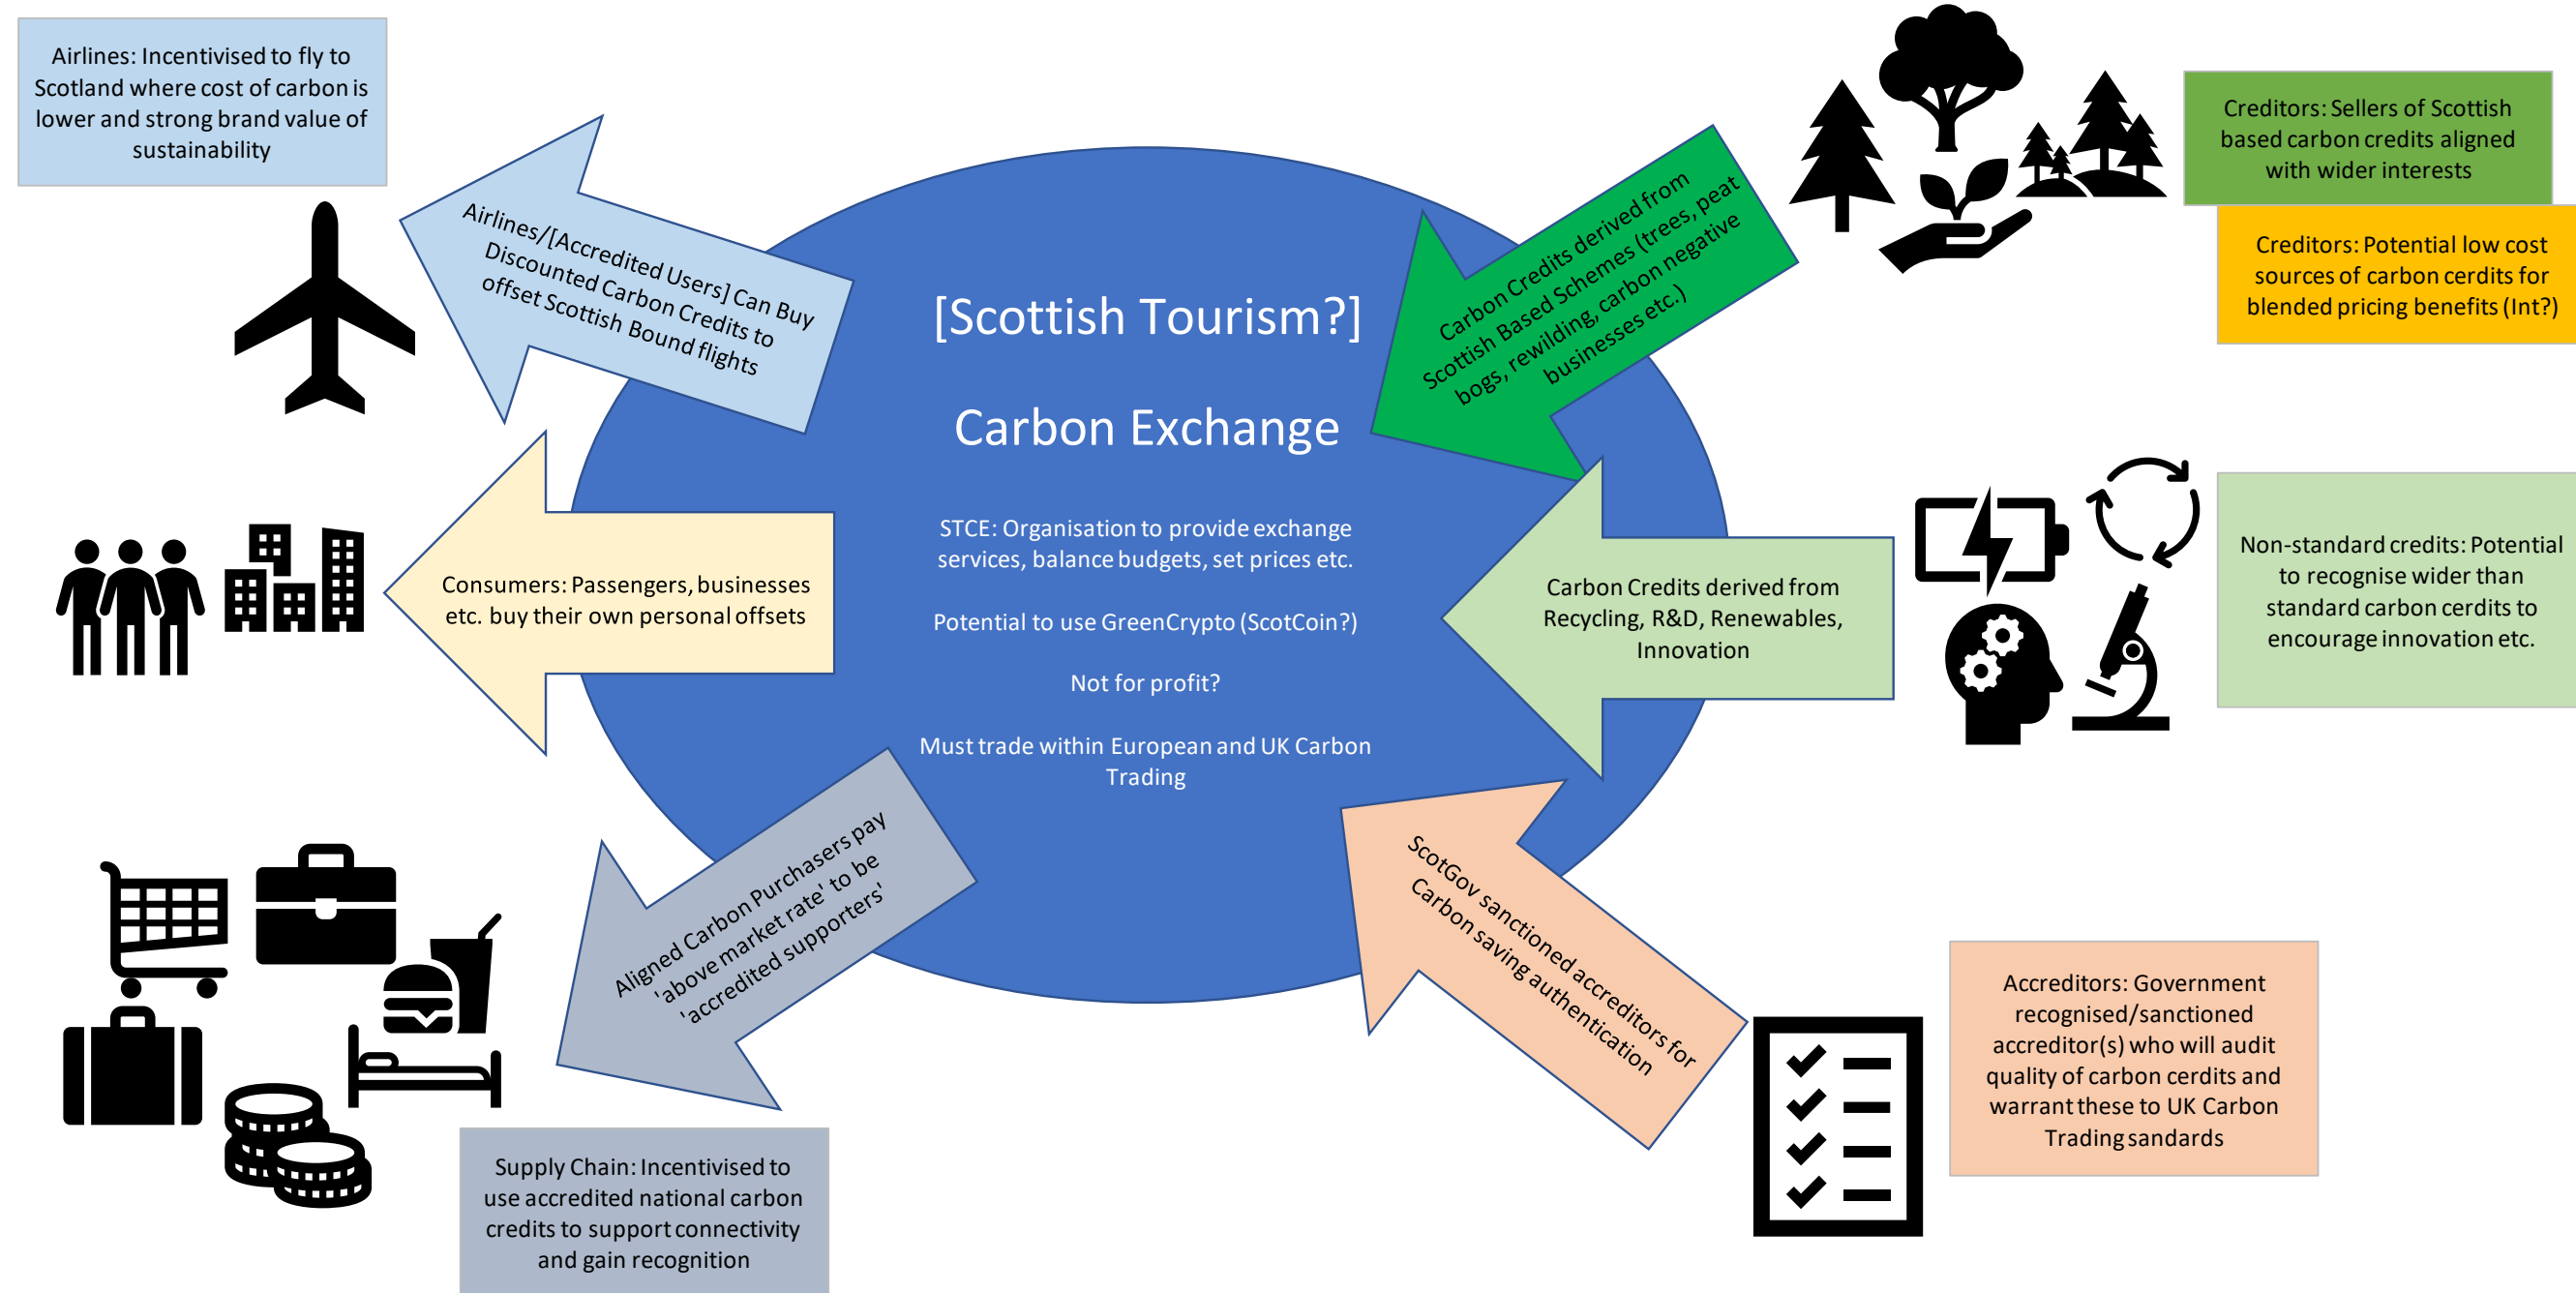 Airlines: Incentivised to fly to
Scotland where cost of carbon is
lower and strong brand value of
sustainability
Airlines/[Accredited Users] Can Buy
Discounted Carbon Credits to
offset Scottish Bound flights
Consumers: Passengers, businesses
etc. buy their own personal offsets
Aligned Carbon Purchasers pay
'above market rate' to be
'accredited supporters'
Supply Chain: Incentivised to
use accredited national carbon
credits to support connectivity
and gain recognition
[Scottish Tourism?]
Carbon Exchange
STCE: Organisation to provide exchange
services, balance budgets, set prices etc.
Potential to use GreenCrypto (ScotCoin?)
Not for profit?
Must trade within European and UK Carbon
Trading
Carbon Credits derived from
Scottish Based Schemes (trees, peat
bogs, rewilding, carbon negative
businesses etc.)
Creditors: Sellers of Scottish
based carbon credits aligned
with wider interests
Creditors: Potential low cost
sources of carbon cerdits for
blended pricing benefits (Int?)
Carbon Credits derived from
Recycling, R&D, Renewables,
Innovation
Non-standard credits: Potential
to recognise wider than
standard carbon cerdits to
encourage innovation etc.
ScotGov sanctioned accreditors for
Carbon saving authentication
Accreditors: Government
recognised/sanctioned
accreditor(s) who will audit
quality of carbon cerdits and
warrant these to UK Carbon
Trading sandards